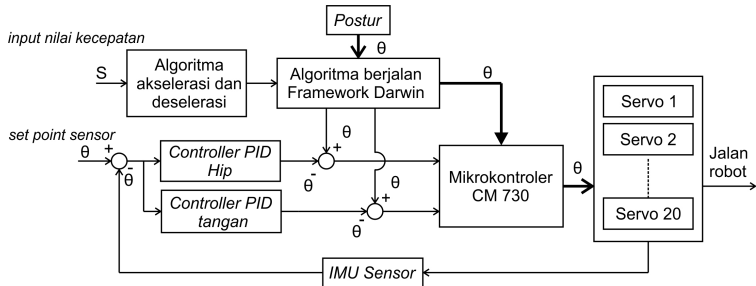 Postur
θ
input nilai kecepatan
S
Algoritma
akselerasi dan
deselerasi
Algoritma berjalan
Framework Darwin
θ
Servo 1
Servo 2
Servo 20
θ
set point sensor
θ
+
-
θ
Controller PID
Hip
θ
-
+
Mikrokontroler
CM 730
θ
Jalan
robot
Controller PID
tangan
θ
+
-
θ
IMU Sensor